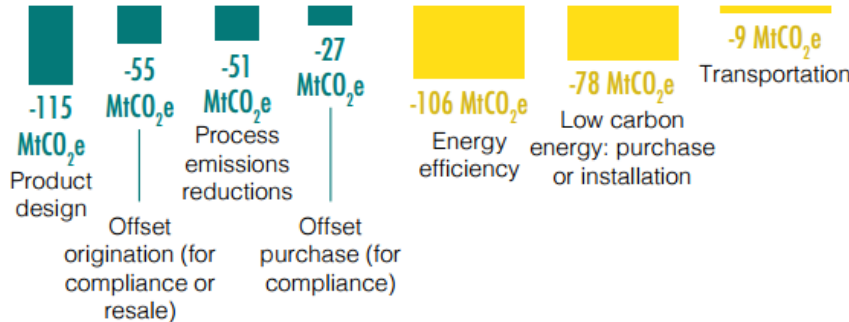 -115
MtCO₂e
Product
design
-55
MtCO₂e
Offset
origination (for
compliance or
resale)
-51
MtCO₂e
Process
emissions
reductions
-27
MtCO₂e
Offset
purchase (for
compliance)
-106 MtCO₂e
Energy
efficiency
-78 MtCO₂e
Low carbon
energy: purchase
or installation
-9 MtCO₂e
Transportation